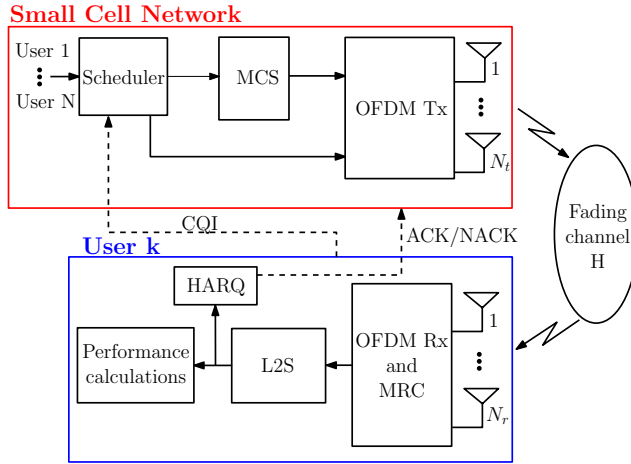 Small Cell Network
User 1
User N
Scheduler
MCS
OFDM Tx
1
N_t
CQI
ACK/NACK
Fading
channel
H
User k
HARQ
Performance
calculations
L2S
OFDM Rx
and
MRC
1
N_r